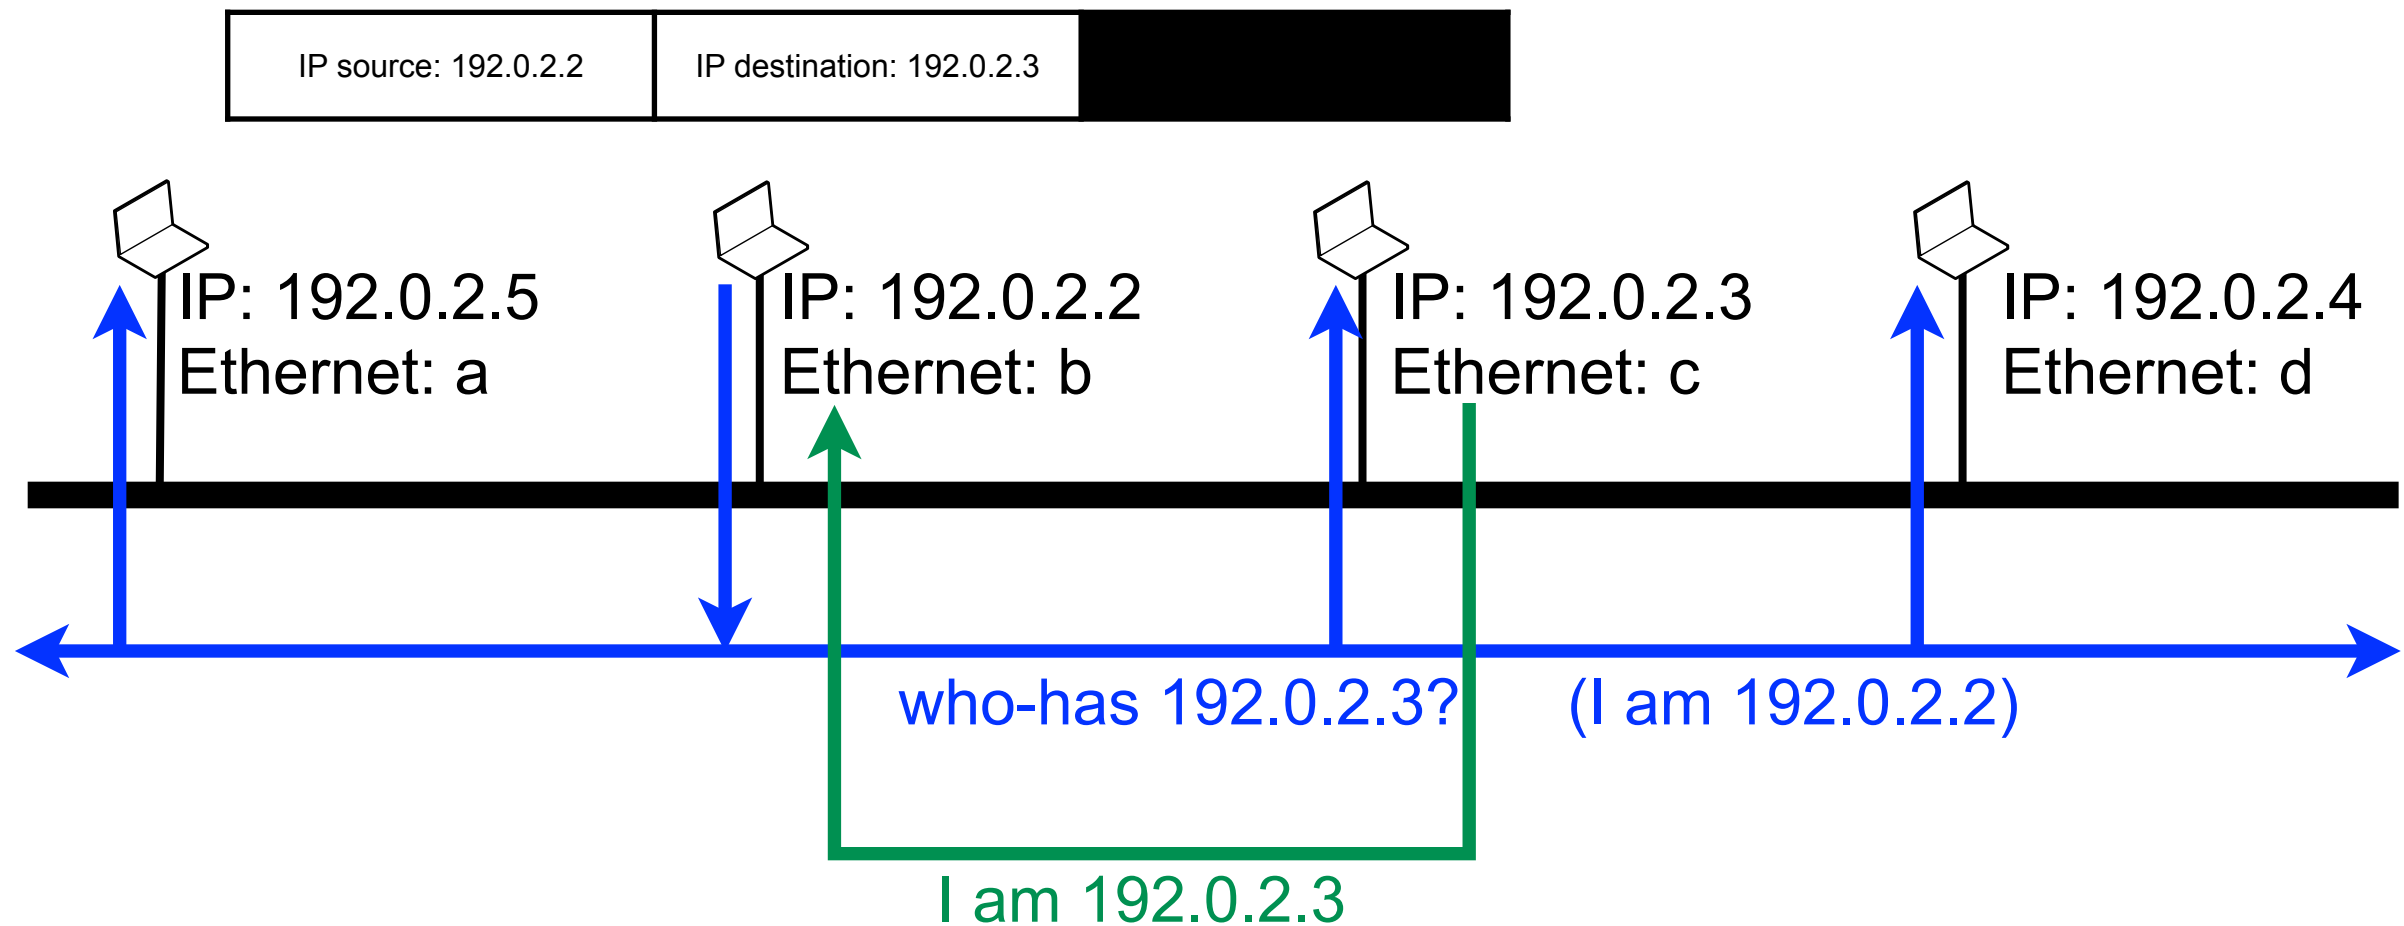 IP source: 192.0.2.2
IP destination: 192.0.2.3
IP: 192.0.2.5
Ethernet: a
IP: 192.0.2.2
Ethernet: b
IP: 192.0.2.3
Ethernet: c
IP: 192.0.2.4
Ethernet: d
who-has 192.0.2.3?
(I am 192.0.2.2)
I am 192.0.2.3